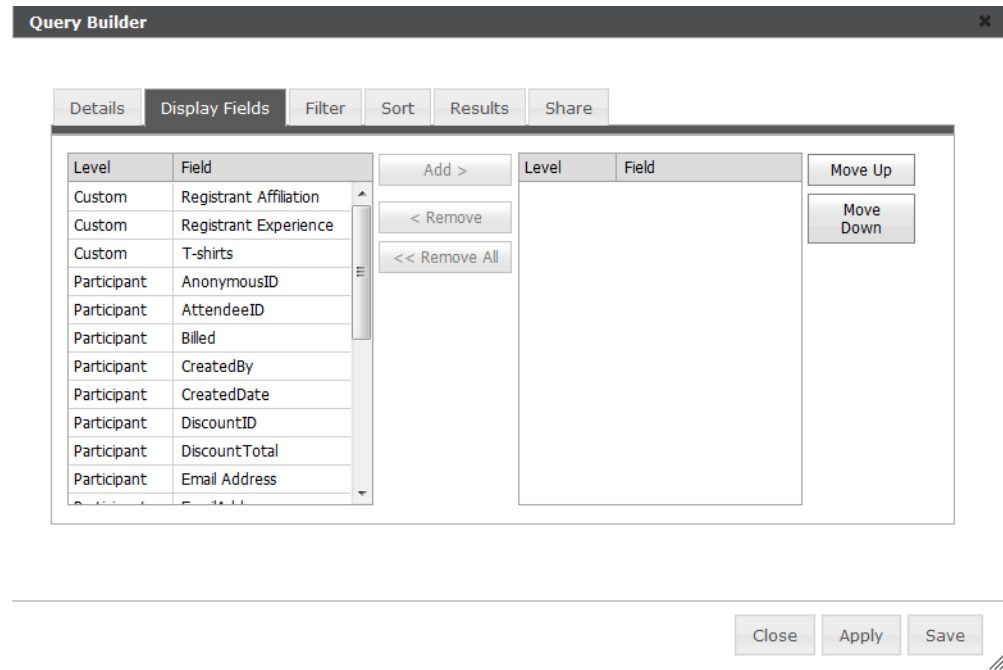 Query Builder
Details Display Fields Filter Sort Results Share
Level Field
Custom Registrant Affiliation
Custom Registrant Experience
Custom T-shirts
Participant AnonymousID
Participant AttendeeID
Participant Billed
Participant CreatedBy
Participant CreatedDate
Participant DiscountID
Participant DiscountTotal
Participant Email Address
Add >
< Remove
<< Remove All
Level Field
Move Up
Move
Down
Close Apply Save